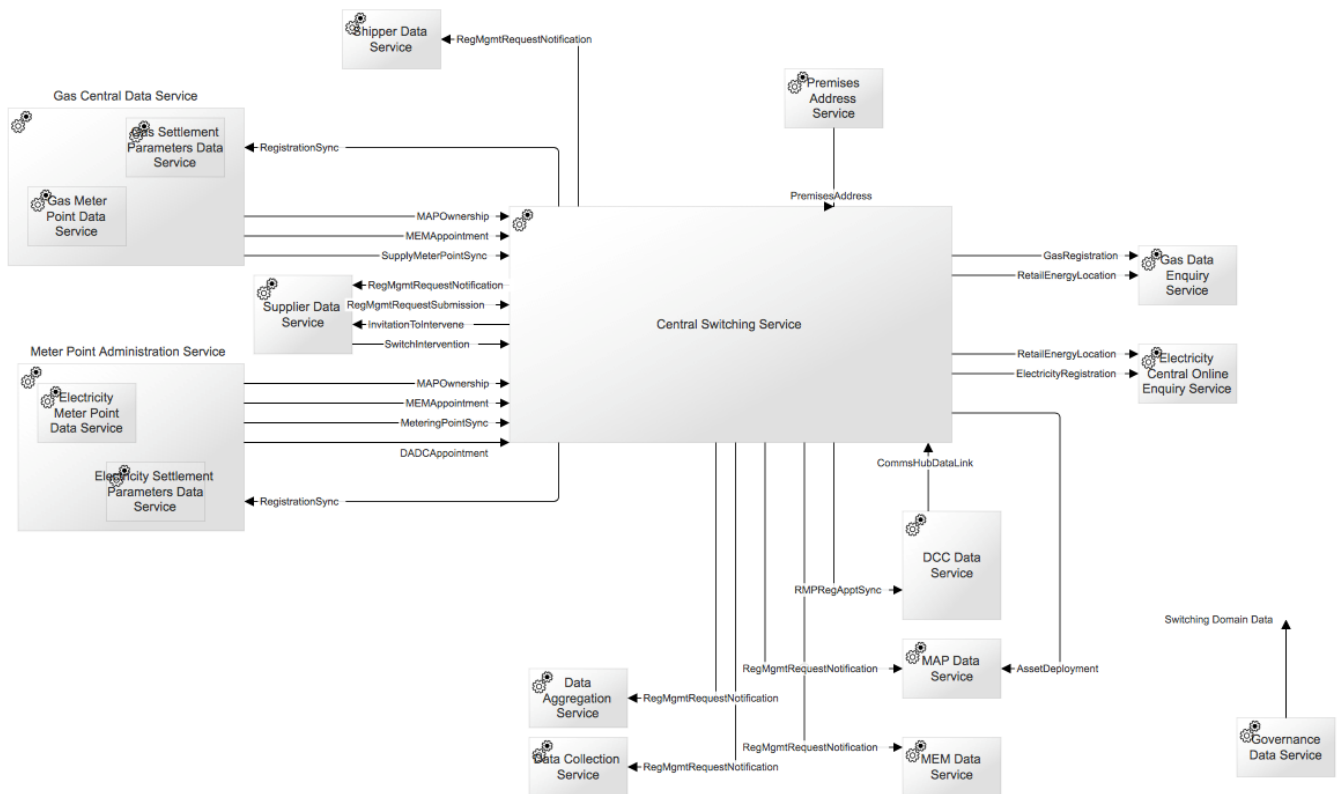 Shipper Data
Service
RegMgmtRequestNotification
Premises
Address
Service
Gas Central Data Service
Gas Settlement
Parameters Data
Service
RegistrationSync
Gas Meter
Point Data
Service
PremisesAddress
MAPOwnership
MEMAppointment
SupplyMeterPointSync
GasRegistration
RetailEnergyLocation
Gas Data
Enquiry
Service
Supplier Data
Service
RegMgmtRequestNotification
RegMgmtRequestSubmission
InvitationToIntervene
SwitchIntervention
Central Switching Service
Meter Point Administration Service
RetailEnergyLocation
ElectricityRegistration
Electricity
Central Online
Enquiry Service
Electricity
Meter Point
Data Service
MAPOwnership
MEMAppointment
MeteringPointSync
DADCAppointment
Electricity Settlement
Parameters Data
Service
RegistrationSync
CommsHubDataLink
DCC Data
Service
RMPRegApptSync
Switching Domain Data
RegMgmtRequestNotification
MAP Data
Service
AssetDeployment
Data
Aggregation
Service
RegMgmtRequestNotification
Governance
Data Service
RegMgmtRequestNotification
MEM Data
Service
Data Collection
Service
RegMgmtRequestNotification